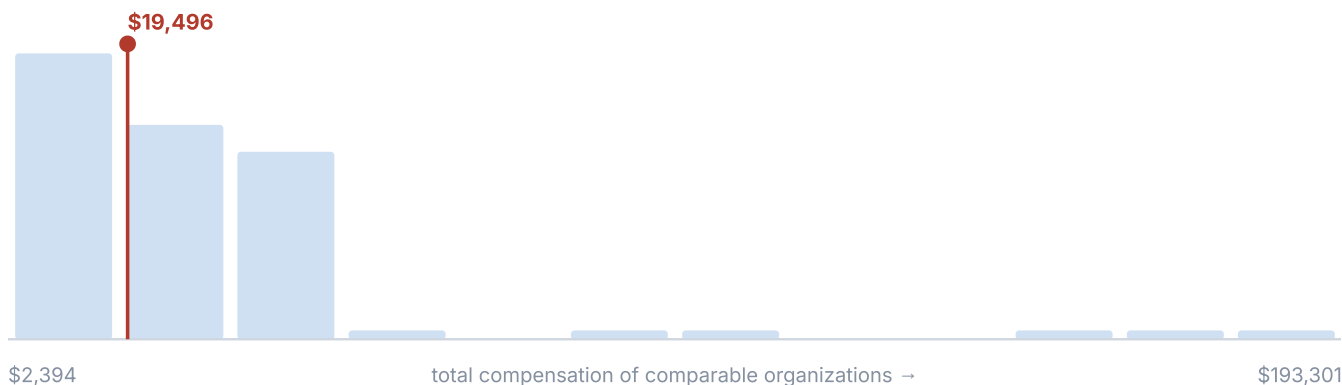 $19,496
$2,394 total compensation of comparable organizations → $193,301